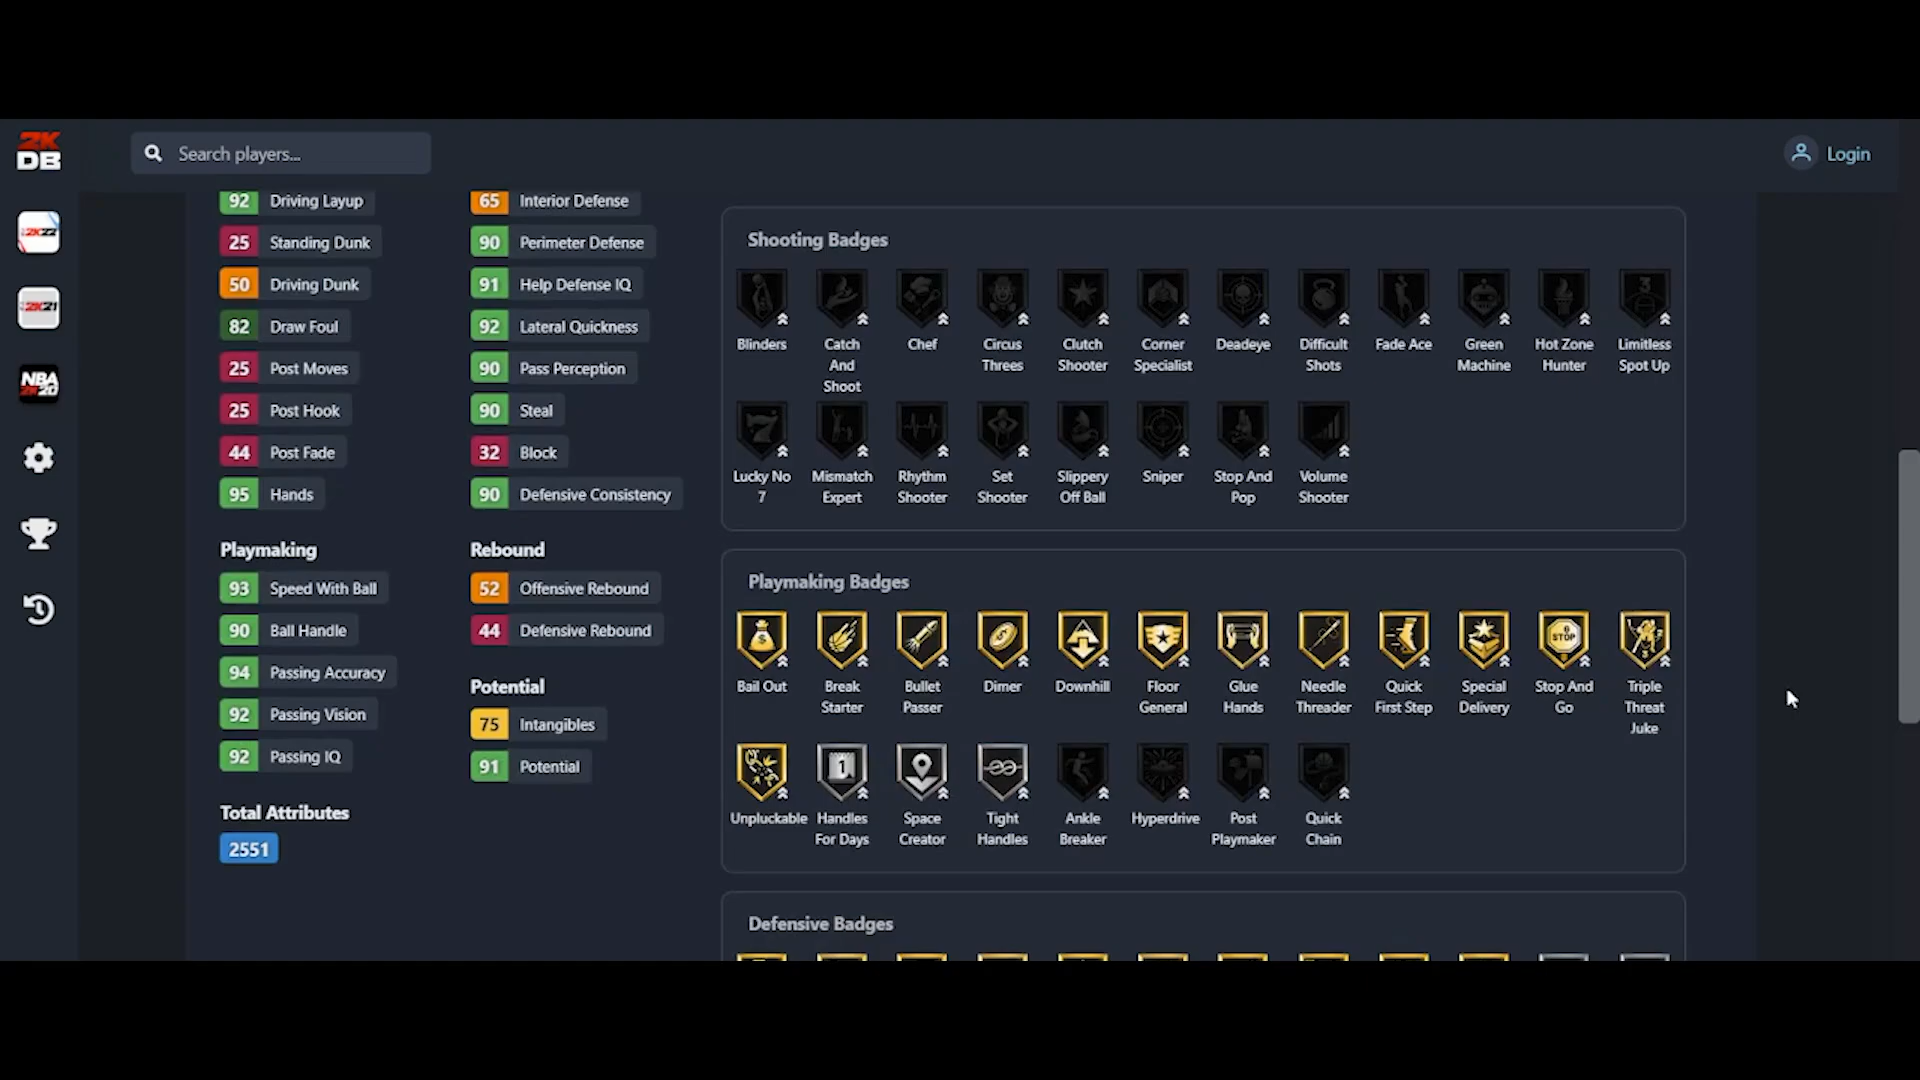 2K
DB
Search players...
Login
2K22
2K21
NBA
2K20
92 Driving Layup
25 Standing Dunk
50 Driving Dunk
82 Draw Foul
25 Post Moves
25 Post Hook
44 Post Fade
95 Hands
Playmaking
93 Speed With Ball
90 Ball Handle
94 Passing Accuracy
92 Passing Vision
92 Passing IQ
Total Attributes
2551
65 Interior Defense
90 Perimeter Defense
91 Help Defense IQ
92 Lateral Quickness
90 Pass Perception
90 Steal
32 Block
90 Defensive Consistency
Rebound
52 Offensive Rebound
44 Defensive Rebound
Potential
75 Intangibles
91 Potential
Shooting Badges
Blinders
Catch
And
Shoot
Chef
Circus
Threes
Clutch
Shooter
Corner
Specialist
Deadeye
Difficult
Shots
Fade Ace
Green
Machine
Hot Zone
Hunter
3
Limitless
Spot Up
Lucky No
7
Mismatch
Expert
Rhythm
Shooter
Set
Shooter
Slippery
Off Ball
Sniper
Stop And
Pop
Volume
Shooter
Playmaking Badges
Bail Out
Break
Starter
Bullet
Passer
Dimer
Downhill
Floor
General
Glue
Hands
Needle
Threader
Quick
First Step
Special
Delivery
STOP
Stop And
Go
3
Triple
Threat
Juke
Unpluckable
1
Handles
For Days
Space
Creator
Tight
Handles
Ankle
Breaker
Hyperdrive
Post
Playmaker
Quick
Chain
Defensive Badges